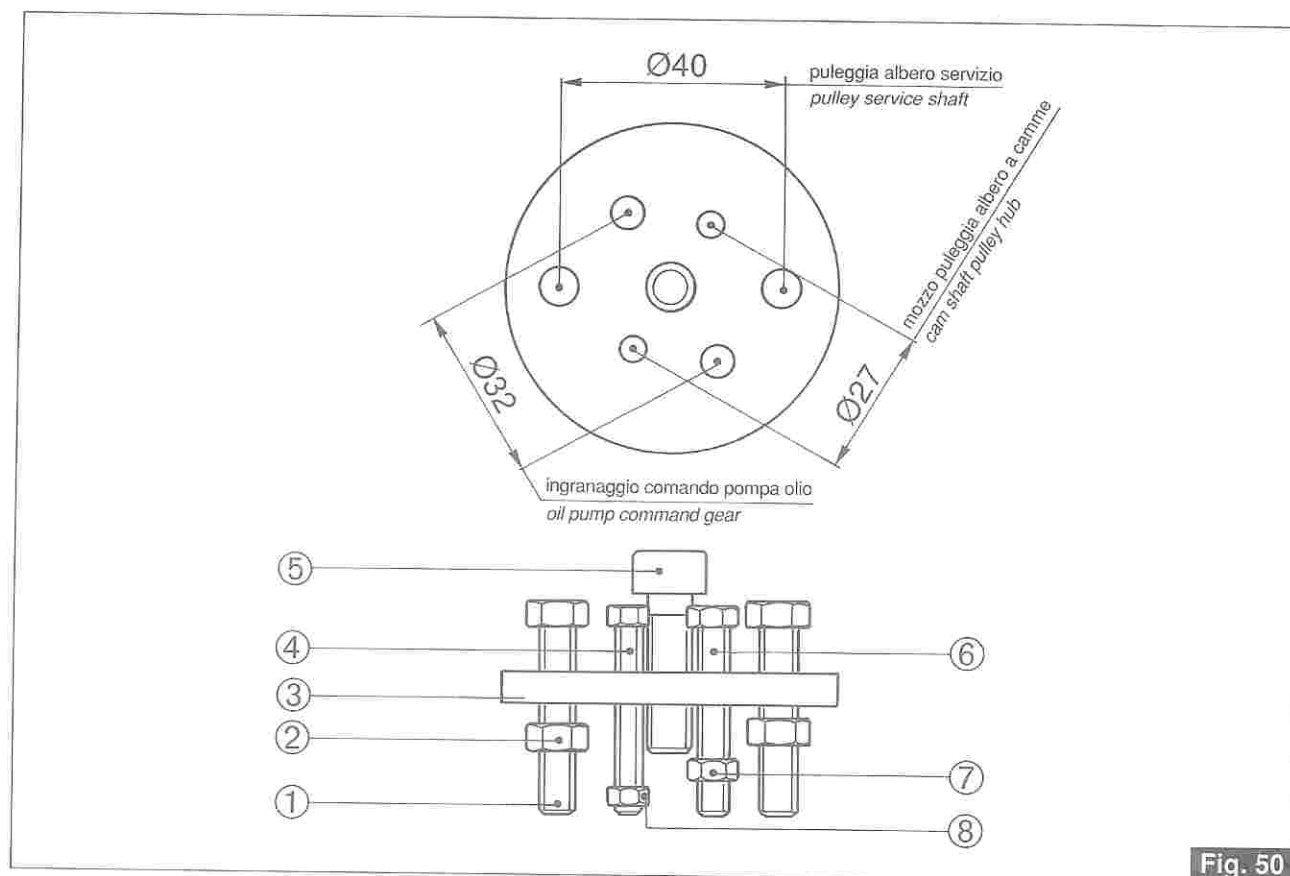 Ø40
puleggia albero servizio
pulley service shaft
mozzo puleggia albero a camme
cam shaft pulley hub
Ø32
Ø27
ingranaggio comando pompa olio
oil pump command gear
5
4
6
3
2
7
1
8
Fig. 50